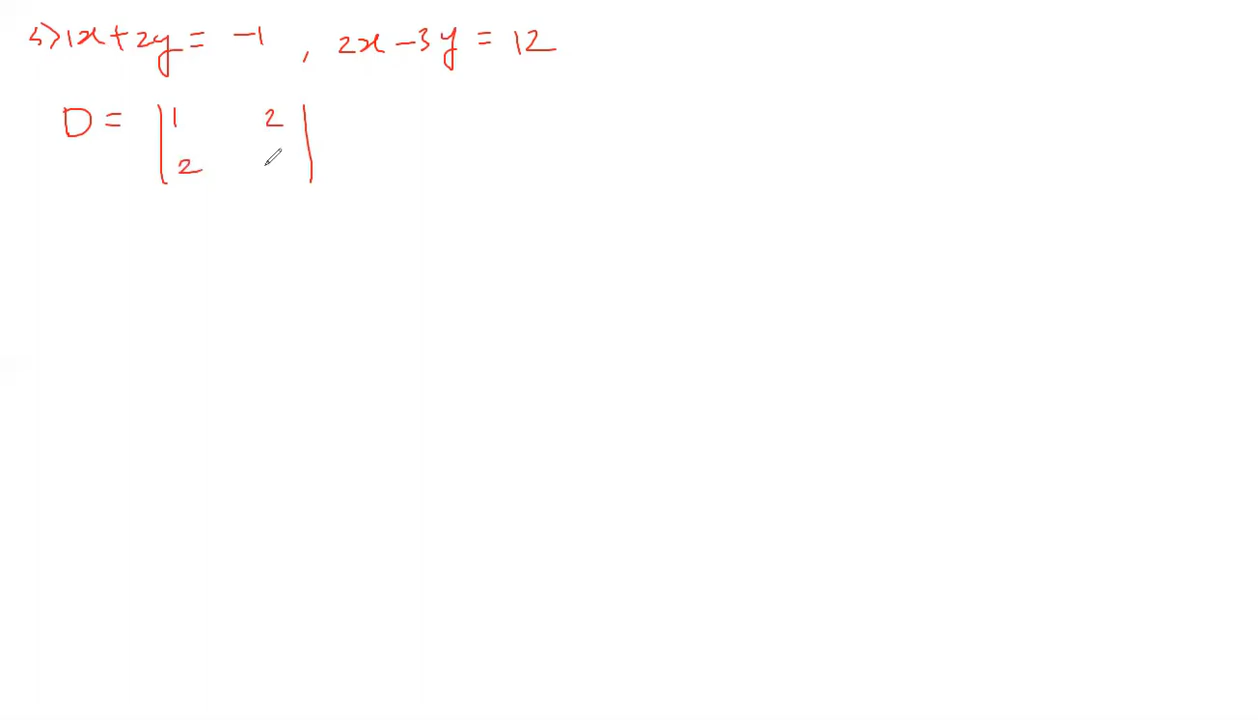 5>1x+2y= -1 , 2x-3y = 12
D = | 1 2 |
| 2 |